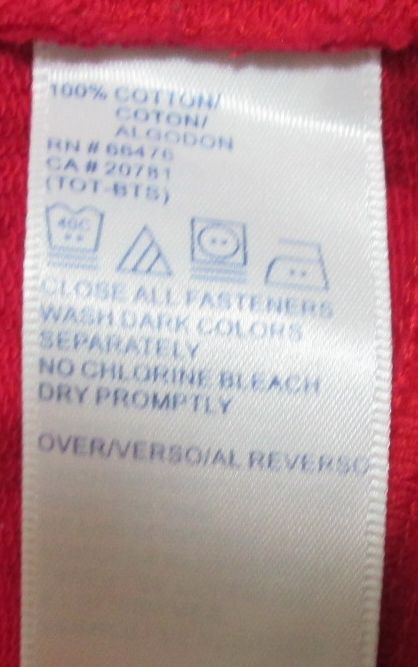 100% COTTON/
COTON/
ALGODON
RN # 66476
CA # 20781
(TOT-BTS)
40C
CLOSE ALL FASTENERS
WASH DARK COLORS
SEPARATELY
NO CHLORINE BLEACH
DRY PROMPTLY
OVER/VERSO/AL REVERSO